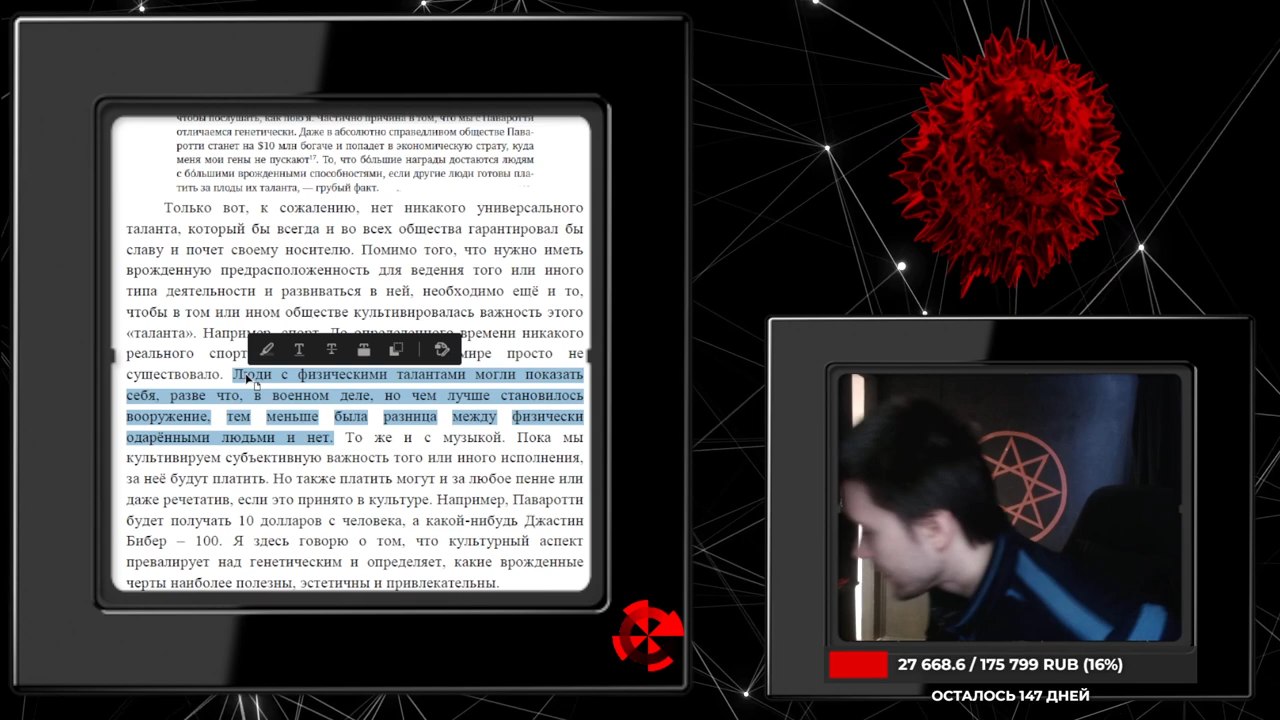 чтобы послушать, как пою я. Частично причина в том, что мы с Паваротти
отличаемся генетически. Даже в абсолютно справедливом обществе Пава-
ротти станет на $10 млн богаче и попадет в экономическую страту, куда
меня мои гены не пускают¹⁷. То, что бо́льшие награды достаются людям
с бо́льшими врожденными способностями, если другие люди готовы пла-
тить за плоды их таланта, — грубый факт.
Только вот, к сожалению, нет никакого универсального
таланта, который бы всегда и во всех общества гарантировал бы
славу и почет своему носителю. Помимо того, что нужно иметь
врожденную предрасположенность для ведения того или иного
типа деятельности и развиваться в ней, необходимо ещё и то,
чтобы в том или ином обществе культивировалась важность этого
«таланта». Например, спорт. До определенного времени никакого
реального спорт мире просто не
существовало. Люди с физическими талантами могли показать
себя, разве что, в военном деле, но чем лучше становилось
вооружение, тем меньше была разница между физически
одарёнными людьми и нет. То же и с музыкой. Пока мы
культивируем субъективную важность того или иного исполнения,
за неё будут платить. Но также платить могут и за любое пение или
даже речетатив, если это принято в культуре. Например, Паваротти
будет получать 10 долларов с человека, а какой-нибудь Джастин
Бибер – 100. Я здесь говорю о том, что культурный аспект
превалирует над генетическим и определяет, какие врожденные
черты наиболее полезны, эстетичны и привлекательны.
27 668.6 / 175 799 RUB (16%)
ОСТАЛОСЬ 147 ДНЕЙ